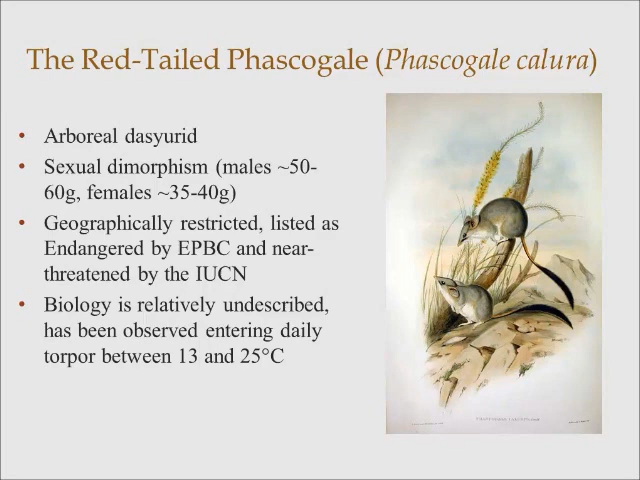 The Red-Tailed Phascogale (Phascogale calura)
• Arboreal dasyurid
• Sexual dimorphism (males ~50-
60g, females ~35-40g)
• Geographically restricted, listed as
Endangered by EPBC and near-
threatened by the IUCN
• Biology is relatively undescribed,
has been observed entering daily
torpor between 13 and 25°C